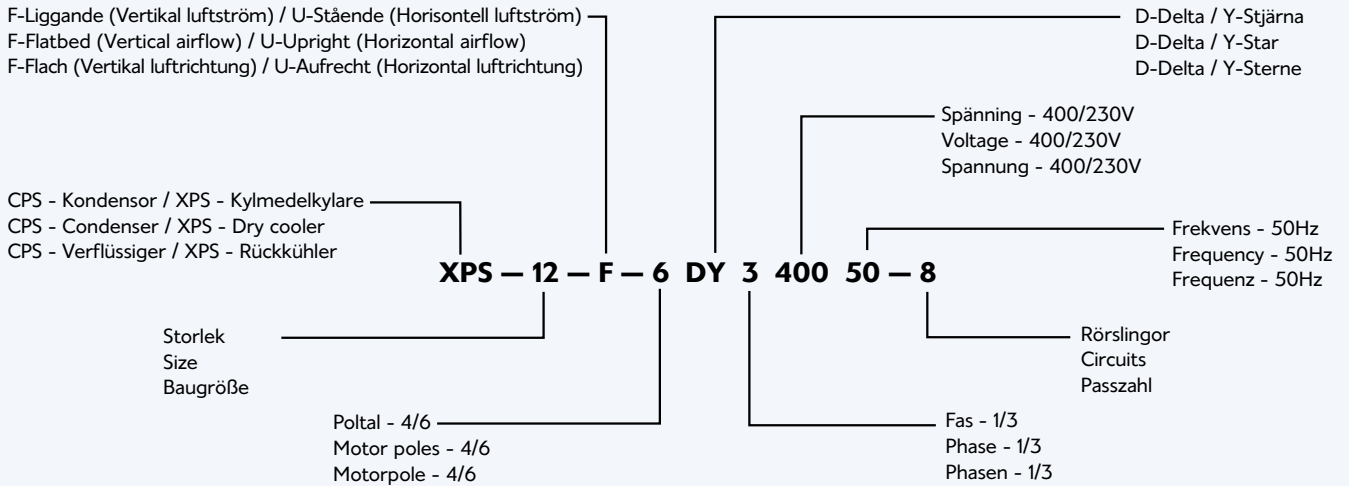 F-Liggande (Vertikal luftström) / U-Stående (Horisontell luftström)
F-Flatbed (Vertical airflow) / U-Upright (Horizontal airflow)
F-Flach (Vertikal luftrichtung) / U-Aufrecht (Horizontal luftrichtung)
D-Delta / Y-Stjärna
D-Delta / Y-Star
D-Delta / Y-Sterne
Spänning - 400/230V
Voltage - 400/230V
Spannung - 400/230V
CPS - Kondensor / XPS - Kylmedelkylare
CPS - Condenser / XPS - Dry cooler
CPS - Verflüssiger / XPS - Rückkühler
Frekvens - 50Hz
Frequency - 50Hz
Frequenz - 50Hz
XPS – 12 – F – 6 DY 3 400 50 – 8
Storlek
Size
Baugröße
Rörslingor
Circuits
Passzahl
Poltal - 4/6
Motor poles - 4/6
Motorpole - 4/6
Fas - 1/3
Phase - 1/3
Phasen - 1/3